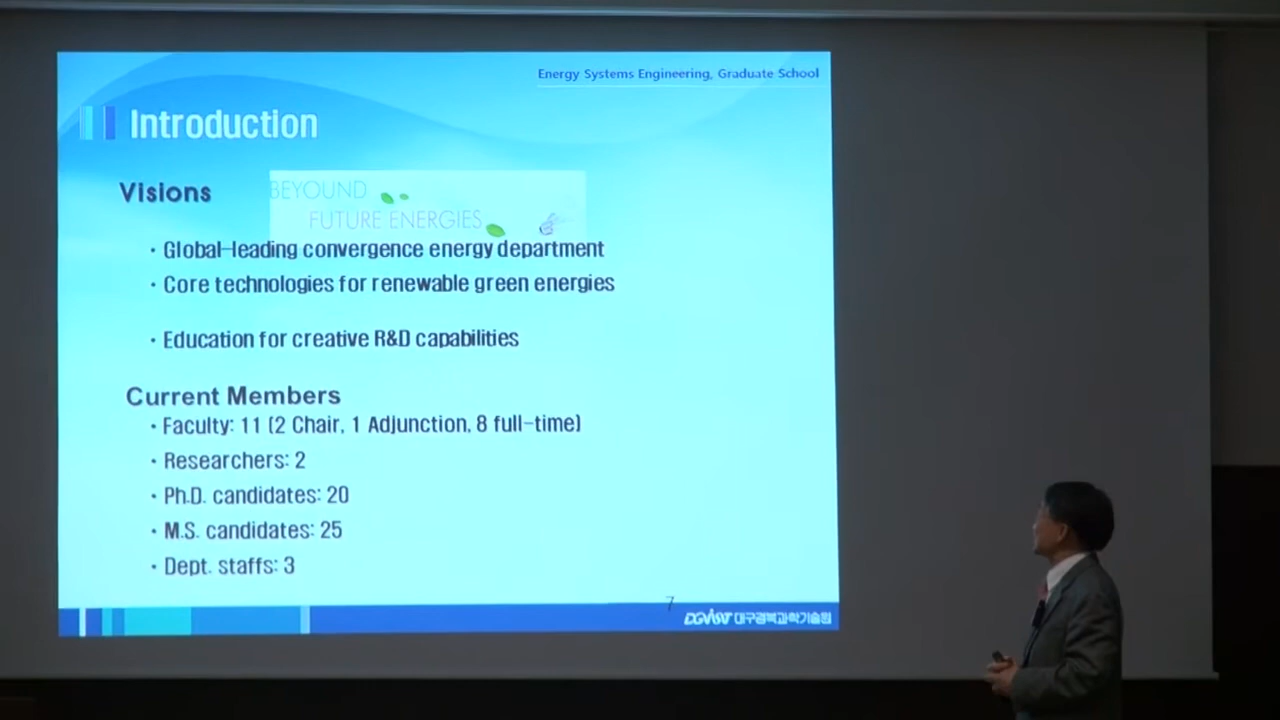 Energy Systems Engineering, Graduate School
Introduction
Visions
BEYOUND
FUTURE ENERGIES
· Global-leading convergence energy department
· Core technologies for renewable green energies
· Education for creative R&D capabilities
Current Members
· Faculty: 11 (2 Chair, 1 Adjunction, 8 full-time)
· Researchers: 2
· Ph.D. candidates: 20
· M.S. candidates: 25
· Dept. staffs: 3
7
DGIST 대구경북과학기술원